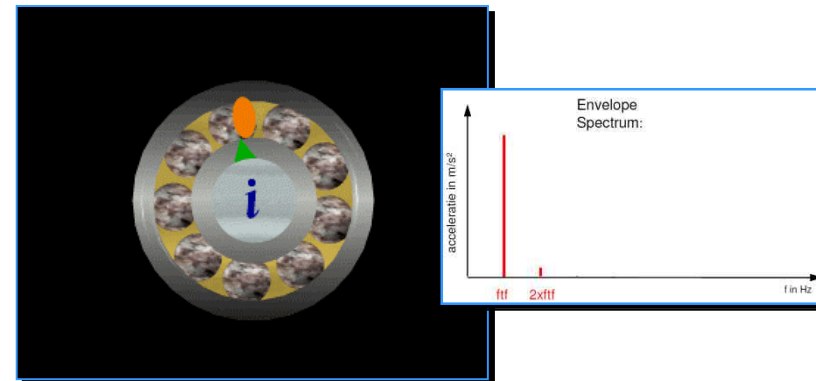 i
Envelope
Spectrum:
acceleratie in m/s²
ftf
2xftf
f in Hz